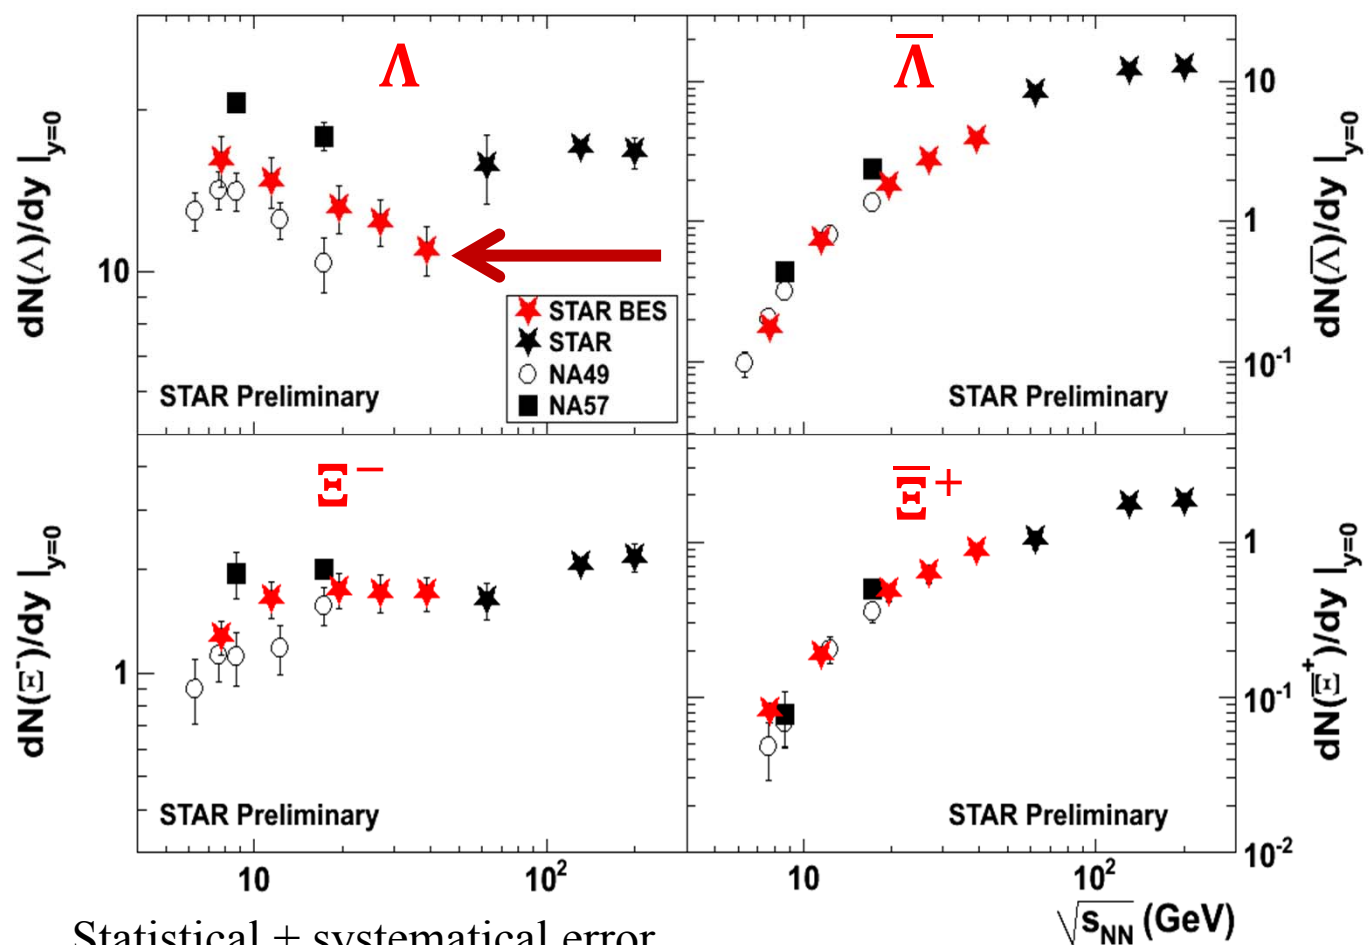 Λ
Λ̅
dN(Λ)/dy |y=0
10
STAR BES
STAR
NA49
NA57
STAR Preliminary
10
1
10⁻¹
dN(Λ̅)/dy |y=0
STAR Preliminary
Ξ⁻
Ξ̅⁺
dN(Ξ⁻)/dy |y=0
1
STAR Preliminary
1
10⁻¹
10⁻²
dN(Ξ̅⁺)/dy |y=0
STAR Preliminary
10 10² 10 10²
√sNN (GeV)
Statistical + systematical error